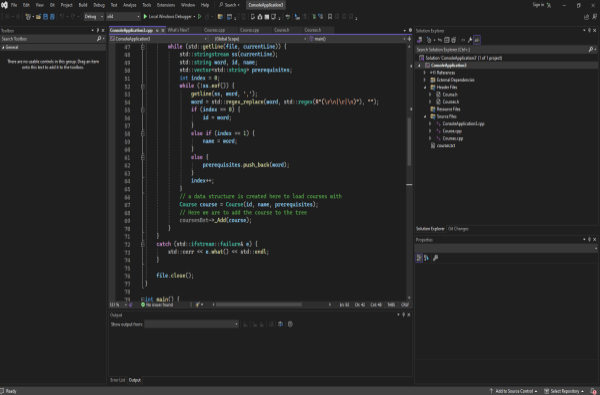 File Edit View Git Project Build Debug Test Analyze Tools Extensions Window Help Search ConsoleApplication3
Sign in
Debug x64 Local Windows Debugger
Toolbox
Search Toolbox
General
There are no usable controls in this group. Drag an item onto this text to add it to the toolbox.
ConsoleApplication3.cpp What's New? Courses.cpp Course.cpp Course.h Courses.h
ConsoleApplication3 (Global Scope) main()
67 while (std::getline(file, currentLine)) {
48 std::stringstream ss(currentLine);
49 std::string word, id, name;
50 std::vector<std::string> prerequisites;
51 int index = 0;
52 while (!ss.eof()) {
53 getline(ss, word, ',');
54 word = std::regex_replace(word, std::regex(R"(\r\n|\r|\n)"), "");
55 if (index == 0) {
56 id = word;
57 }
58 else if (index == 1) {
59 name = word;
60 }
61 else {
62 prerequisites.push_back(word);
63 }
64 index++;
65 }
66 // a data structure is created here to load courses with
67 Course course = Course(id, name, prerequisites);
68 // Here we are to add the course to the tree
69 coursesBst->_Add(course);
70 }
71 }
72 catch (std::ifstream::failure& e) {
73 std::cerr << e.what() << std::endl;
74 }
75
76 file.close();
77 }
78
79 int main() {
No issues found
CRLF
Output
Show output from:
Error List Output
Solution Explorer
Search Solution Explorer (Ctrl+;)
Solution 'ConsoleApplication3' (1 of 1 project)
ConsoleApplication3
References
External Dependencies
Header Files
Course.h
Courses.h
Resource Files
Source Files
ConsoleApplication3.cpp
Course.cpp
Courses.cpp
courses.txt
Solution Explorer Git Changes
Properties
Ready
Add to Source Control Select Repository